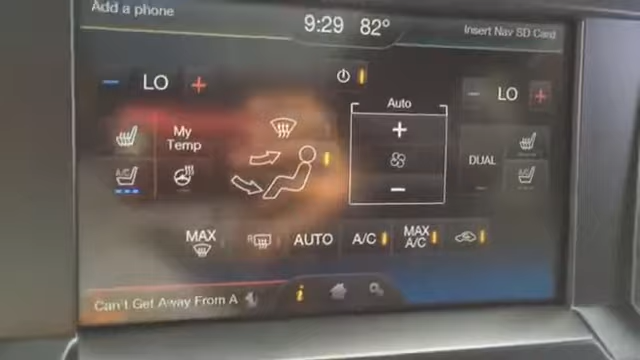 Add a phone
9:29 82°
Insert Nav SD Card
− LO +
Auto
− LO +
My
Temp
+
−
A/C
DUAL
A/C
MAX
R
AUTO
A/C
MAX
A/C
Can't Get Away From A
i